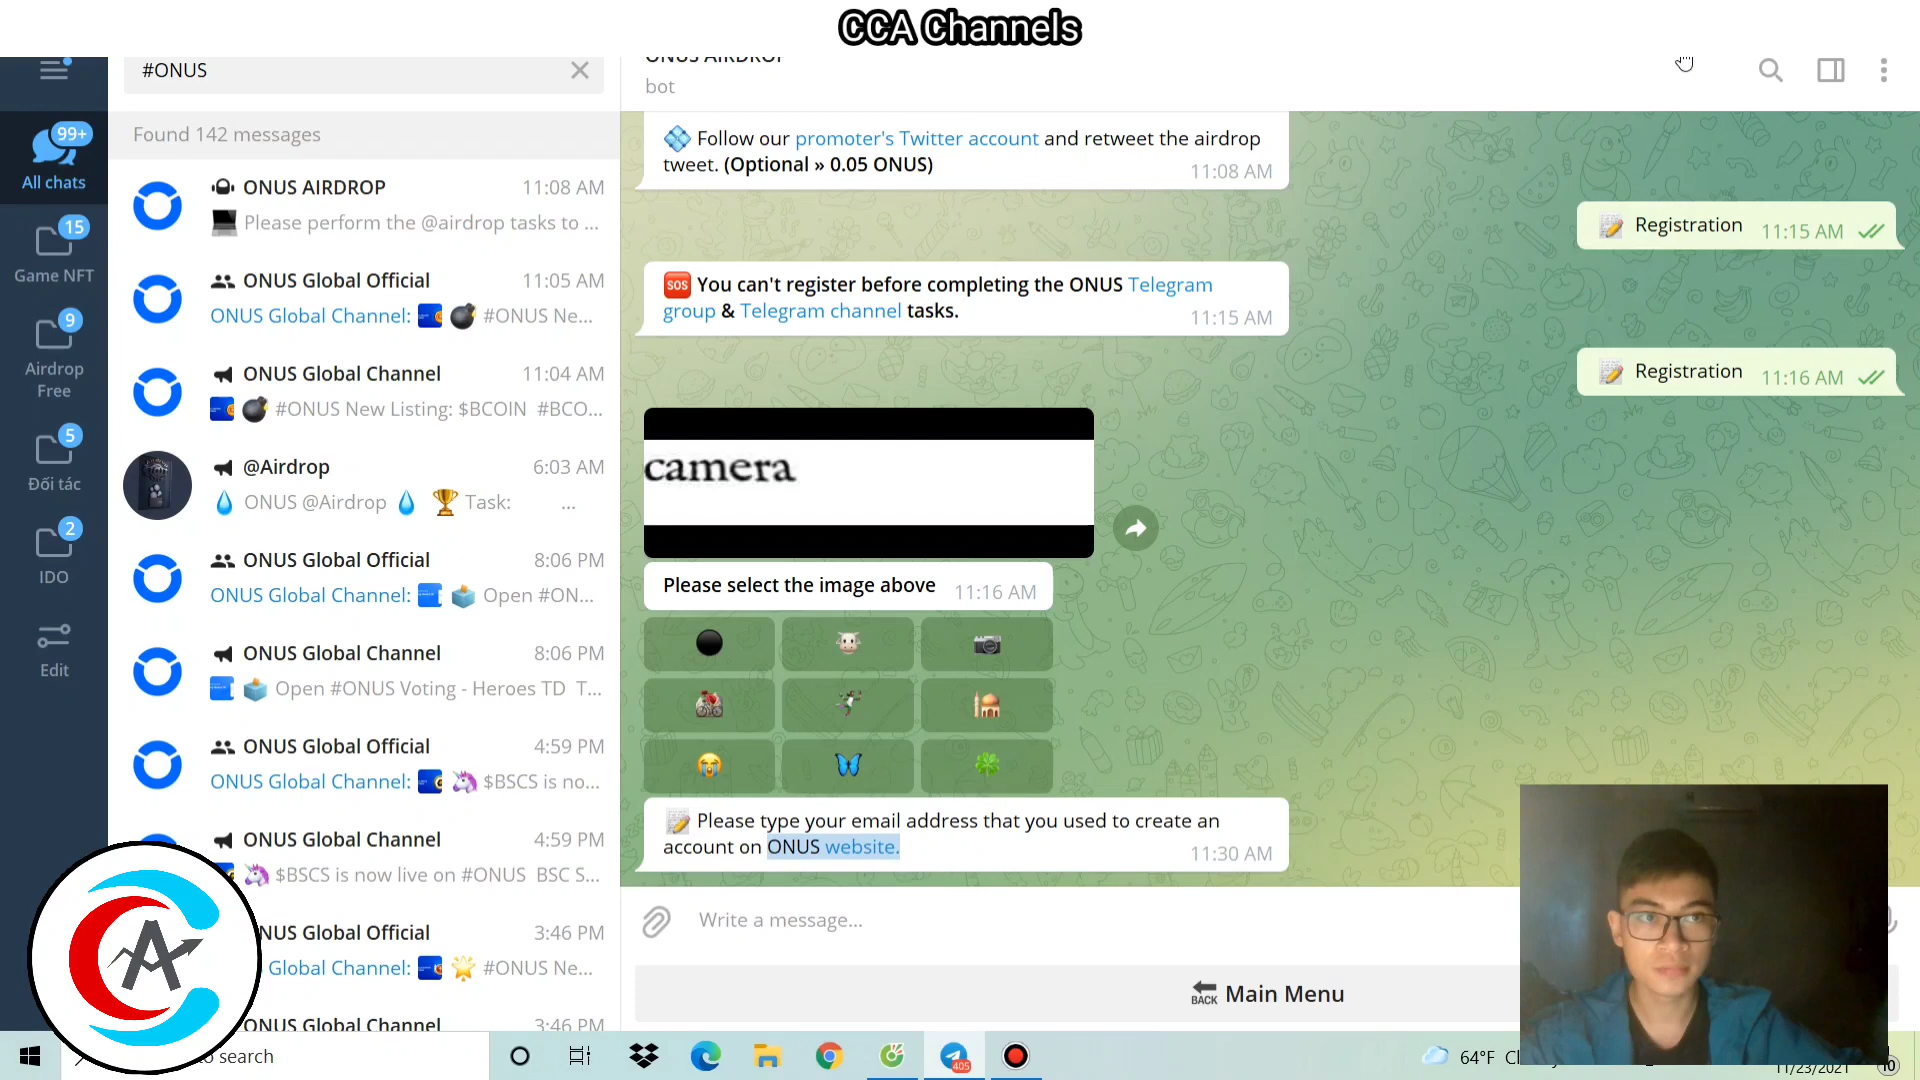 CCA Channels
#ONUS
Found 142 messages
99+
All chats
15
Game NFT
9
Airdrop
Free
5
Đối tác
2
IDO
Edit
ONUS AIRDROP 11:08 AM
Please perform the @airdrop tasks to ...
ONUS Global Official 11:05 AM
ONUS Global Channel: #ONUS Ne...
ONUS Global Channel 11:04 AM
#ONUS New Listing: $BCOIN #BCO...
@Airdrop 6:03 AM
ONUS @Airdrop Task: ...
ONUS Global Official 8:06 PM
ONUS Global Channel: Open #ON...
ONUS Global Channel 8:06 PM
Open #ONUS Voting - Heroes TD T...
ONUS Global Official 4:59 PM
ONUS Global Channel: $BSCS is no...
ONUS Global Channel 4:59 PM
$BSCS is now live on #ONUS BSC S...
NUS Global Official 3:46 PM
Global Channel: #ONUS Ne...
ONUS Global Channel 3:46 PM
ONUS AIRDROP
bot
Follow our promoter's Twitter account and retweet the airdrop
tweet. (Optional » 0.05 ONUS) 11:08 AM
Registration 11:15 AM
SOS You can't register before completing the ONUS Telegram
group & Telegram channel tasks. 11:15 AM
Registration 11:16 AM
camera
Please select the image above 11:16 AM
Please type your email address that you used to create an
account on ONUS website. 11:30 AM
Write a message...
BACK Main Menu
CA
to search
405
64°F
11/23/2021
10